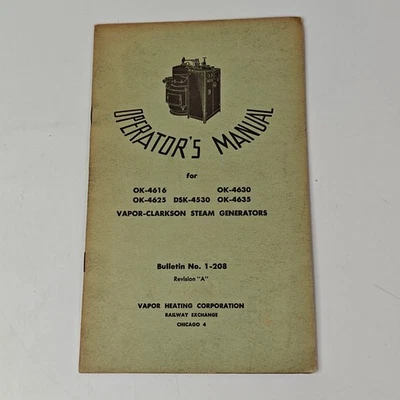 OPERATOR'S MANUAL
for
OK-4616 OK-4630
OK-4625 DSK-4530 OK-4635
VAPOR-CLARKSON STEAM GENERATORS
Bulletin No. 1-208
Revision "A"
VAPOR HEATING CORPORATION
RAILWAY EXCHANGE
CHICAGO 4